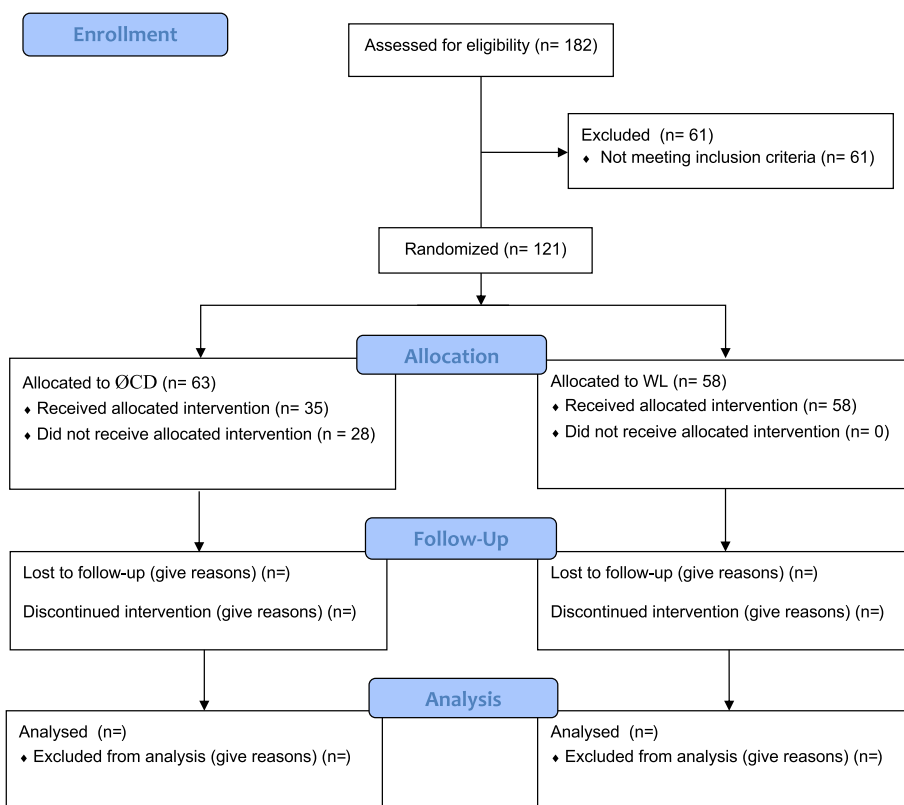 Enrollment
Assessed for eligibility (n= 182)
Excluded (n= 61)
♦ Not meeting inclusion criteria (n= 61)
Randomized (n= 121)
Allocation
Allocated to ØCD (n= 63)
♦ Received allocated intervention (n= 35)
♦ Did not receive allocated intervention (n = 28)
Allocated to WL (n= 58)
♦ Received allocated intervention (n= 58)
♦ Did not receive allocated intervention (n= 0)
Follow-Up
Lost to follow-up (give reasons) (n=)
Discontinued intervention (give reasons) (n=)
Lost to follow-up (give reasons) (n=)
Discontinued intervention (give reasons) (n=)
Analysis
Analysed (n=)
♦ Excluded from analysis (give reasons) (n=)
Analysed (n=)
♦ Excluded from analysis (give reasons) (n=)